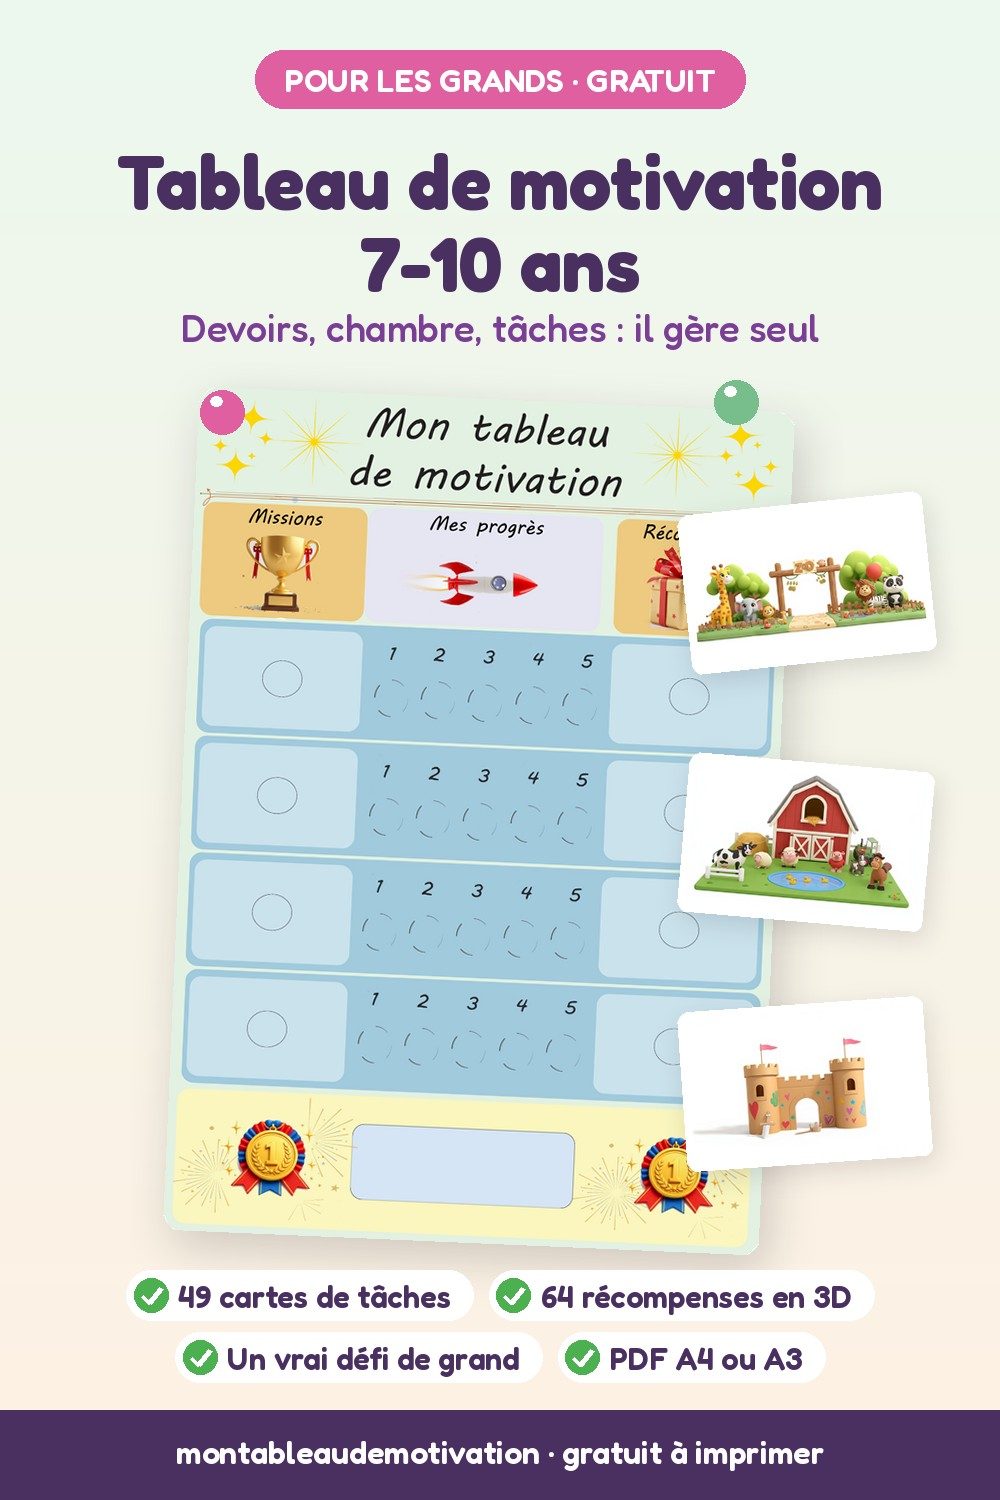 POUR LES GRANDS · GRATUIT
Tableau de motivation
7-10 ans
Devoirs, chambre, tâches : il gère seul
Mon tableau
de motivation
Missions
Mes progrès
1 2 3 4 5
1 2 3 4 5
1 2 3 4 5
1 2 3 4 5
1
1
49 cartes de tâches
64 récompenses en 3D
Un vrai défi de grand
PDF A4 ou A3
montableaudemotivation · gratuit à imprimer